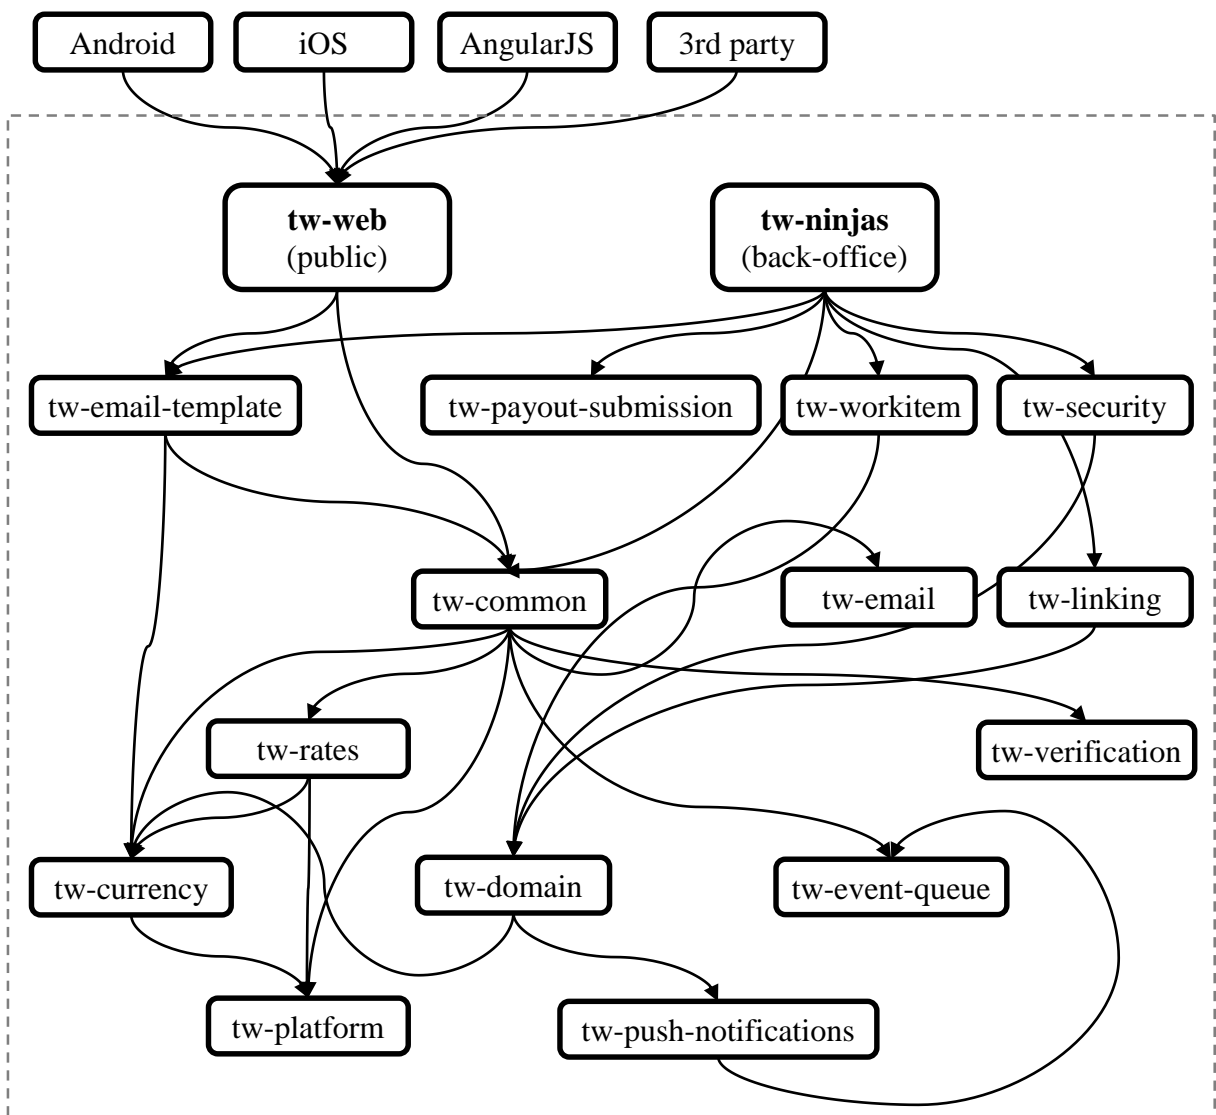 Android
iOS
AngularJS
3rd party
tw-web
(public)
tw-ninjas
(back-office)
tw-email-template
tw-payout-submission
tw-workitem
tw-security
tw-common
tw-email
tw-linking
tw-rates
tw-verification
tw-currency
tw-domain
tw-event-queue
tw-platform
tw-push-notifications